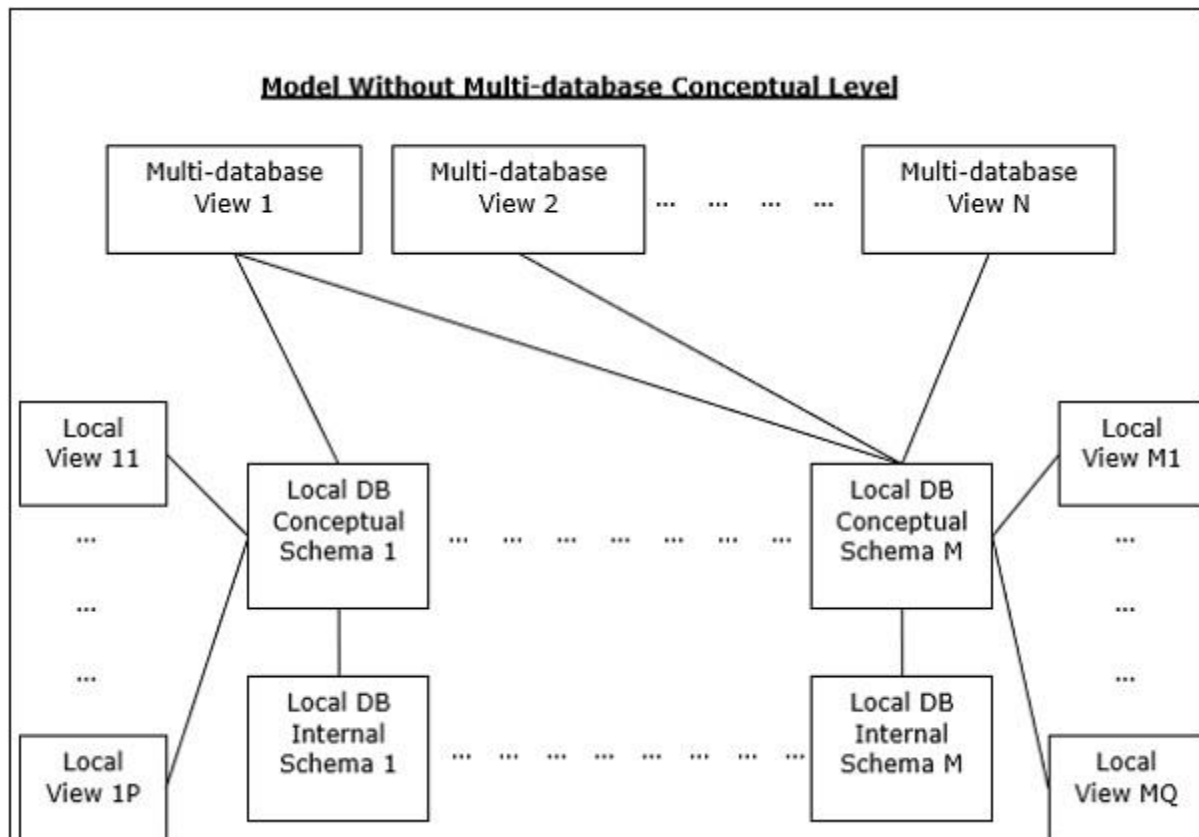 Model Without Multi-database Conceptual Level
Multi-database
View 1
Multi-database
View 2
... ... ... ...
Multi-database
View N
Local
View 11
Local
View M1
Local DB
Conceptual
Schema 1
... ... ... ... ... ... ...
Local DB
Conceptual
Schema M
...
...
...
...
...
...
Local DB
Internal
Schema 1
... ... ... ... ... ... ... ...
Local DB
Internal
Schema M
Local
View 1P
Local
View MQ